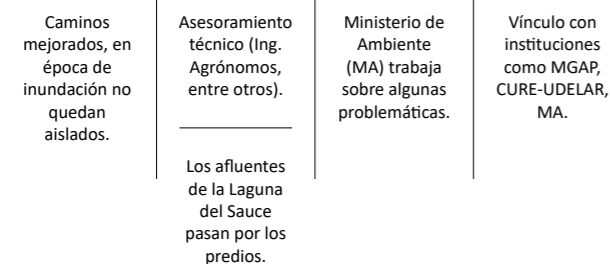 Caminos
mejorados, en
época de
inundación no
quedan
aislados.
Asesoramiento
técnico (Ing.
Agrónomos,
entre otros).
Los afluentes
de la Laguna
del Sauce
pasan por los
predios.
Ministerio de
Ambiente
(MA) trabaja
sobre algunas
problemáticas.
Vínculo con
instituciones
como MGAP,
CURE-UDELAR,
MA.